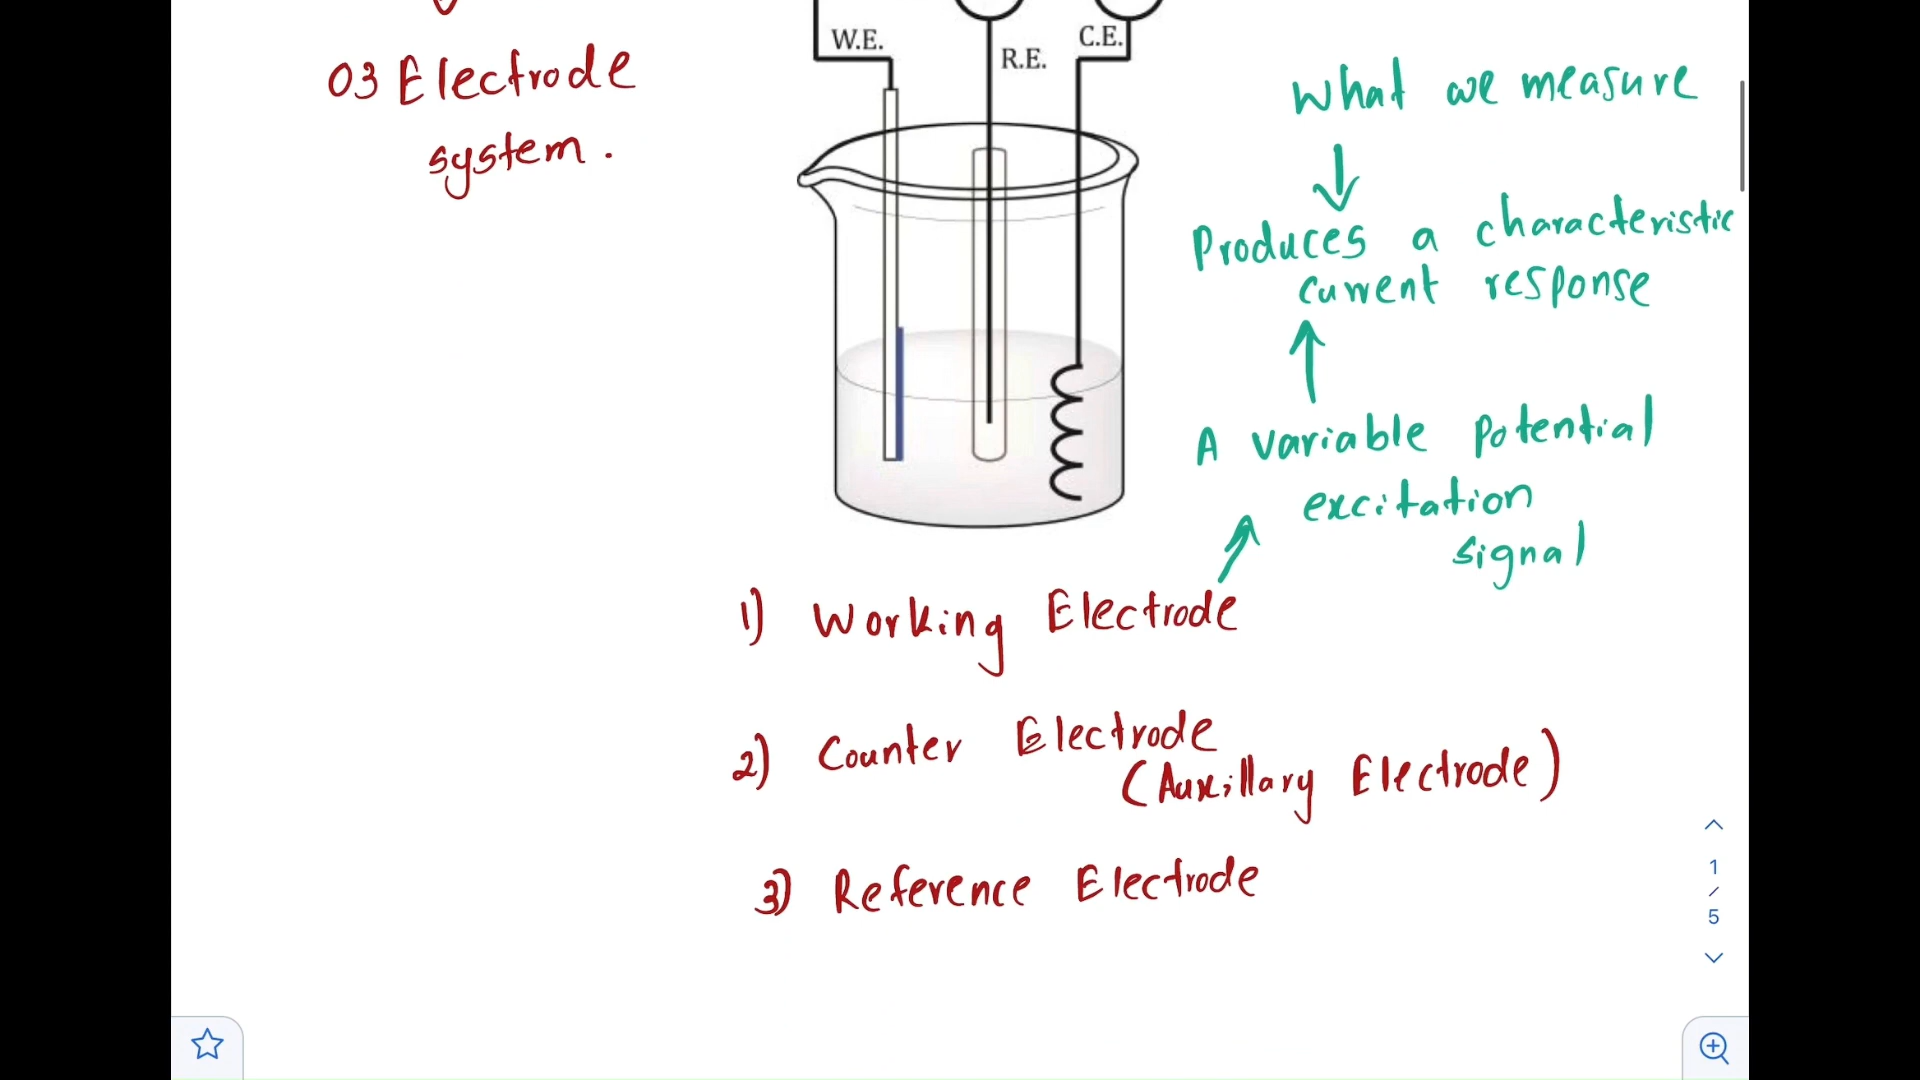 W.E.
R.E.
C.E.
03 Electrode
system.
What we measure
Produces a characteristic
current response
A variable potential
excitation
signal
1) Working Electrode
2) Counter Electrode
(Auxillary Electrode)
3) Reference Electrode
1
/
5